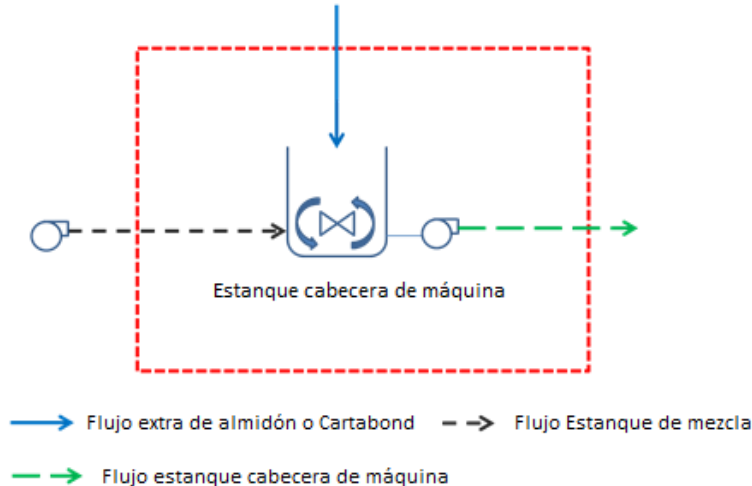 Estanque cabecera de máquina
Flujo extra de almidón o Cartabond
Flujo Estanque de mezcla
Flujo estanque cabecera de máquina